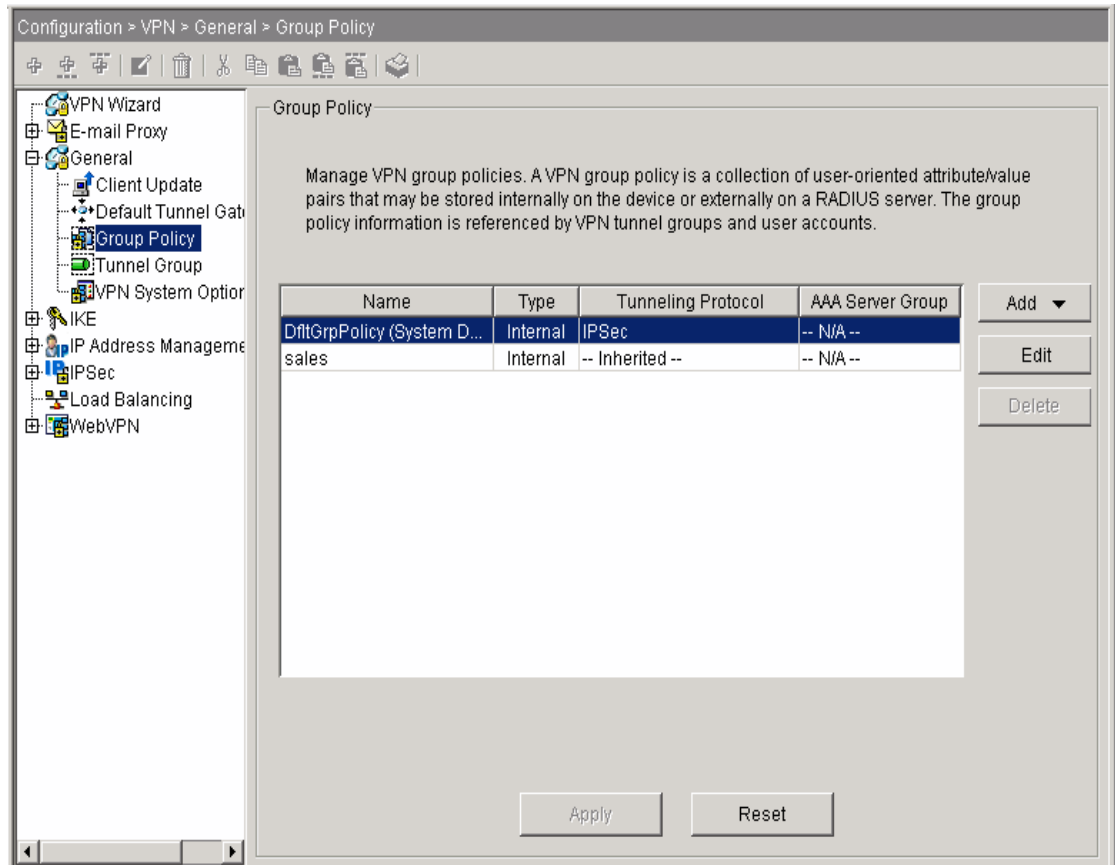 Configuration > VPN > General > Group Policy
VPN Wizard
E-mail Proxy
General
Client Update
Default Tunnel Gat
Group Policy
Tunnel Group
VPN System Option
IKE
IP Address Manageme
IPSec
Load Balancing
WebVPN
Group Policy
Manage VPN group policies. A VPN group policy is a collection of user-oriented attribute/value
pairs that may be stored internally on the device or externally on a RADIUS server. The group
policy information is referenced by VPN tunnel groups and user accounts.
Name Type Tunneling Protocol AAA Server Group
DfltGrpPolicy (System D... Internal IPSec -- N/A --
sales Internal -- Inherited -- -- N/A --
Add
Edit
Delete
Apply Reset